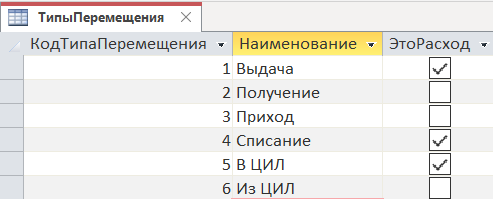 ТипыПеремещения
КодТипаПеремещения Наименование ЭтоРасход
1 Выдача
2 Получение
3 Приход
4 Списание
5 В ЦИЛ
6 Из ЦИЛ